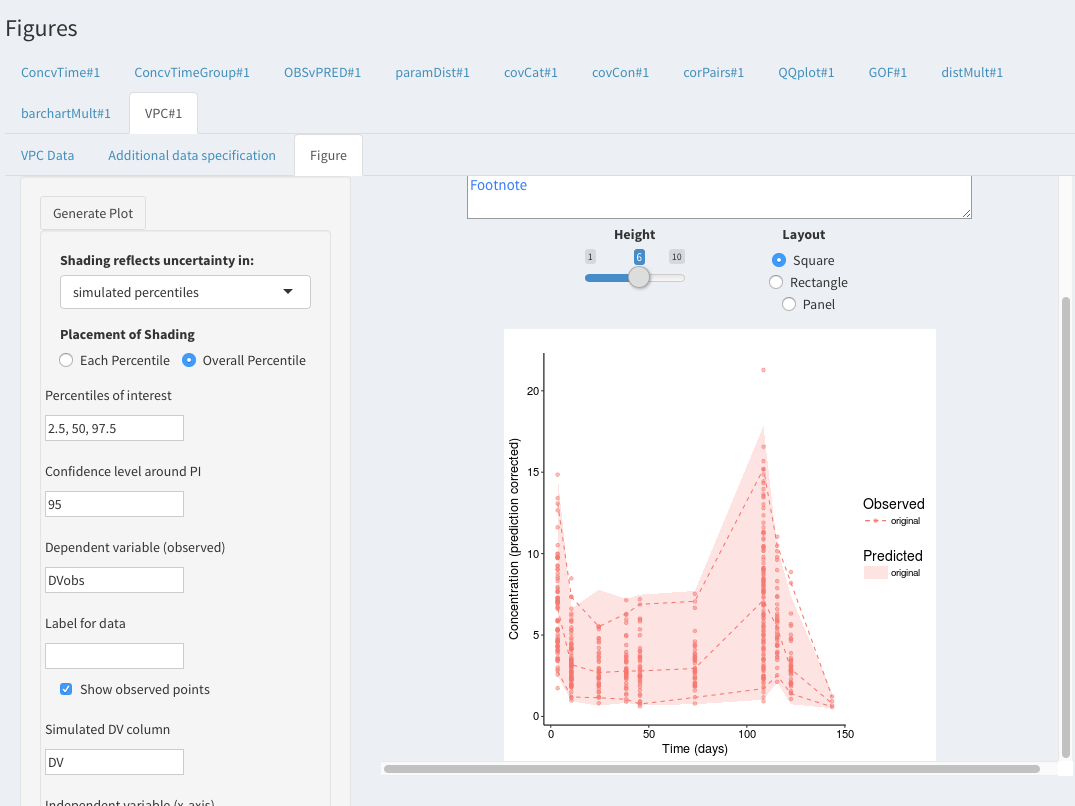 Figures
ConcvTime#1 ConcvTimeGroup#1 OBSvPRED#1 paramDist#1 covCat#1 covCon#1 corPairs#1 QQplot#1 GOF#1 distMult#1
barchartMult#1 VPC#1
VPC Data Additional data specification Figure
Generate Plot
Shading reflects uncertainty in:
simulated percentiles
Placement of Shading
Each Percentile Overall Percentile
Percentiles of interest
2.5, 50, 97.5
Confidence level around PI
95
Dependent variable (observed)
DVobs
Label for data
Show observed points
Simulated DV column
DV
Independent variable (x-axis)
Footnote
Height
1 6 10
Layout
Square
Rectangle
Panel
Concentration (prediction corrected)
20
15
10
5
0
0 50 100 150
Time (days)
Observed
original
Predicted
original